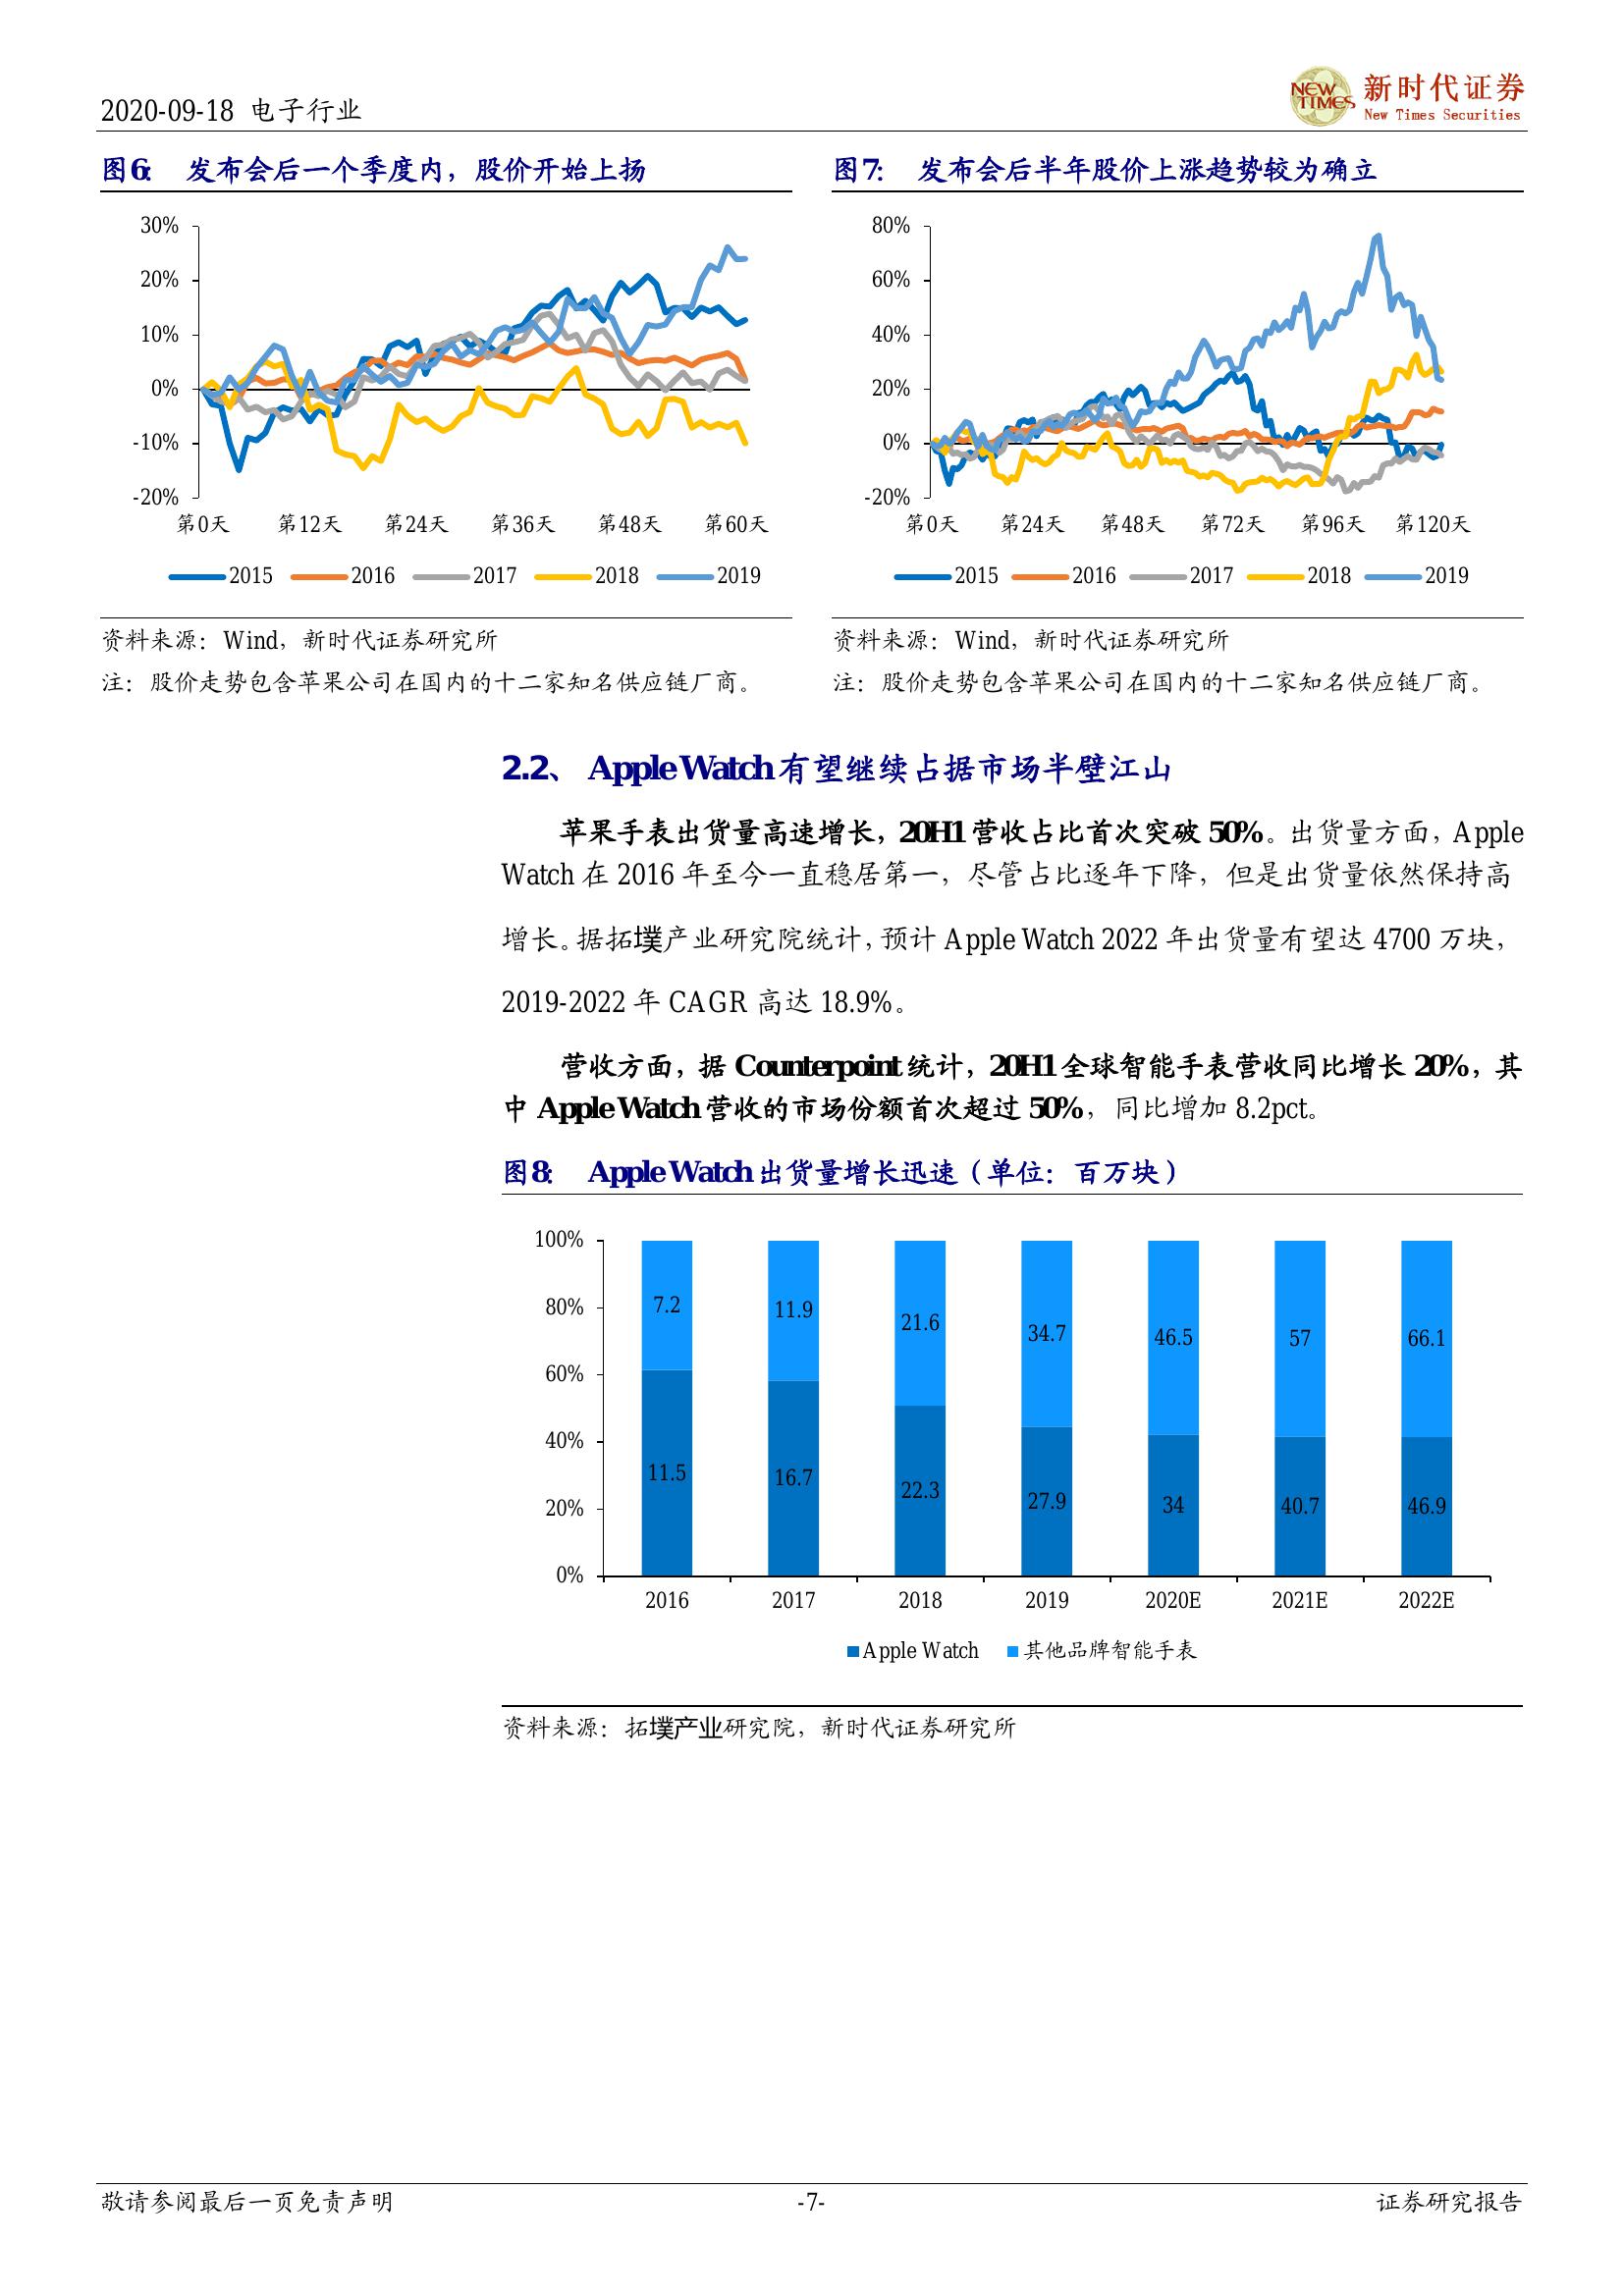 2020-09-18 电子行业
NEW TIMES
新时代证券
New Times Securities
图6： 发布会后一个季度内，股价开始上扬
30%
20%
10%
0%
-10%
-20%
第0天 第12天 第24天 第36天 第48天 第60天
2015 2016 2017 2018 2019
资料来源：Wind，新时代证券研究所
注：股价走势包含苹果公司在国内的十二家知名供应链厂商。
图7： 发布会后半年股价上涨趋势较为确立
80%
60%
40%
20%
0%
-20%
第0天 第24天 第48天 第72天 第96天 第120天
2015 2016 2017 2018 2019
资料来源：Wind，新时代证券研究所
注：股价走势包含苹果公司在国内的十二家知名供应链厂商。
2.2、 Apple Watch 有望继续占据市场半壁江山
苹果手表出货量高速增长，20H1 营收占比首次突破 50%。出货量方面，Apple
Watch 在 2016 年至今一直稳居第一，尽管占比逐年下降，但是出货量依然保持高
增长。据拓墣产业研究院统计，预计 Apple Watch 2022 年出货量有望达 4700 万块，
2019-2022 年 CAGR 高达 18.9%。
营收方面，据 Counterpoint 统计，20H1 全球智能手表营收同比增长 20%，其
中 Apple Watch 营收的市场份额首次超过 50%，同比增加 8.2pct。
图8： Apple Watch 出货量增长迅速（单位：百万块）
100%
80%
60%
40%
20%
0%
7.2 11.9 21.6 34.7 46.5 57 66.1
11.5 16.7 22.3 27.9 34 40.7 46.9
2016 2017 2018 2019 2020E 2021E 2022E
Apple Watch 其他品牌智能手表
资料来源：拓墣产业研究院，新时代证券研究所
敬请参阅最后一页免责声明 -7- 证券研究报告